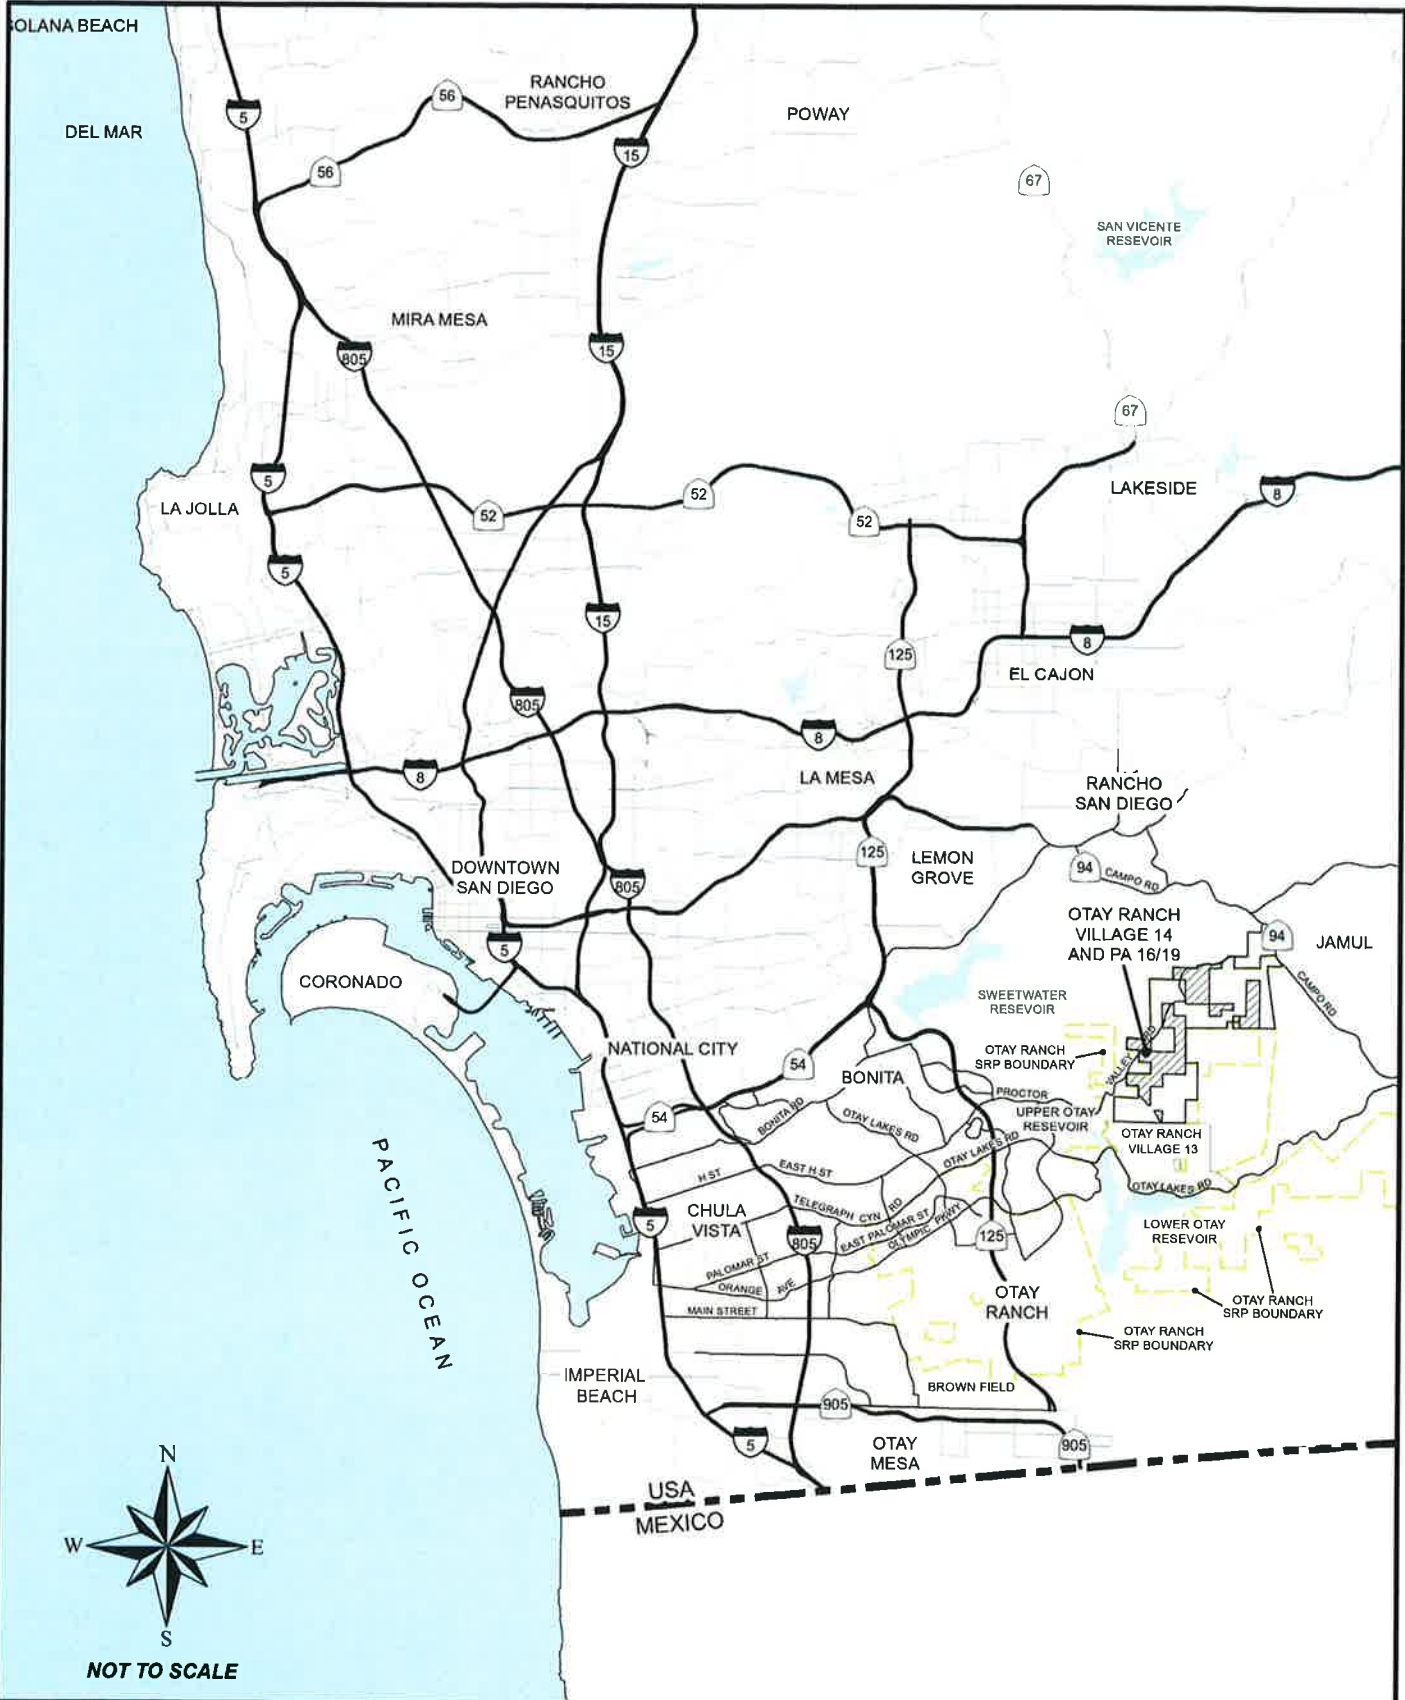 SOLANA BEACH
DEL MAR
5
56
56
RANCHO
PENASQUITOS
15
POWAY
67
SAN VICENTE
RESEVOIR
MIRA MESA
805
15
67
LAKESIDE
8
5
LA JOLLA
52
52
52
5
15
125
8
EL CAJON
805
8
8
LA MESA
RANCHO
SAN DIEGO
125
LEMON
GROVE
94
CAMPO RD
DOWNTOWN
SAN DIEGO
805
5
OTAY RANCH
VILLAGE 14
AND PA 16/19
94
JAMUL
CAMPO RD
CORONADO
SWEETWATER
RESEVOIR
NATIONAL CITY
54
BONITA
OTAY RANCH
SRP BOUNDARY
VALLEY RD
PROCTOR
54
BONITA RD
OTAY LAKES RD
UPPER OTAY
RESEVOIR
OTAY RANCH
VILLAGE 13
OTAY LAKES RD
H ST
EAST H ST
OTAY LAKES RD
CHULA
VISTA
TELEGRAPH CYN RD
EAST PALOMAR ST
OLYMPIC PKWY
5
805
125
LOWER OTAY
RESEVOIR
PALOMAR ST
ORANGE AVE
MAIN STREET
OTAY
RANCH
OTAY RANCH
SRP BOUNDARY
OTAY RANCH
SRP BOUNDARY
PACIFIC OCEAN
IMPERIAL
BEACH
BROWN FIELD
905
5
OTAY
MESA
905
USA
MEXICO
N
W
E
S
NOT TO SCALE